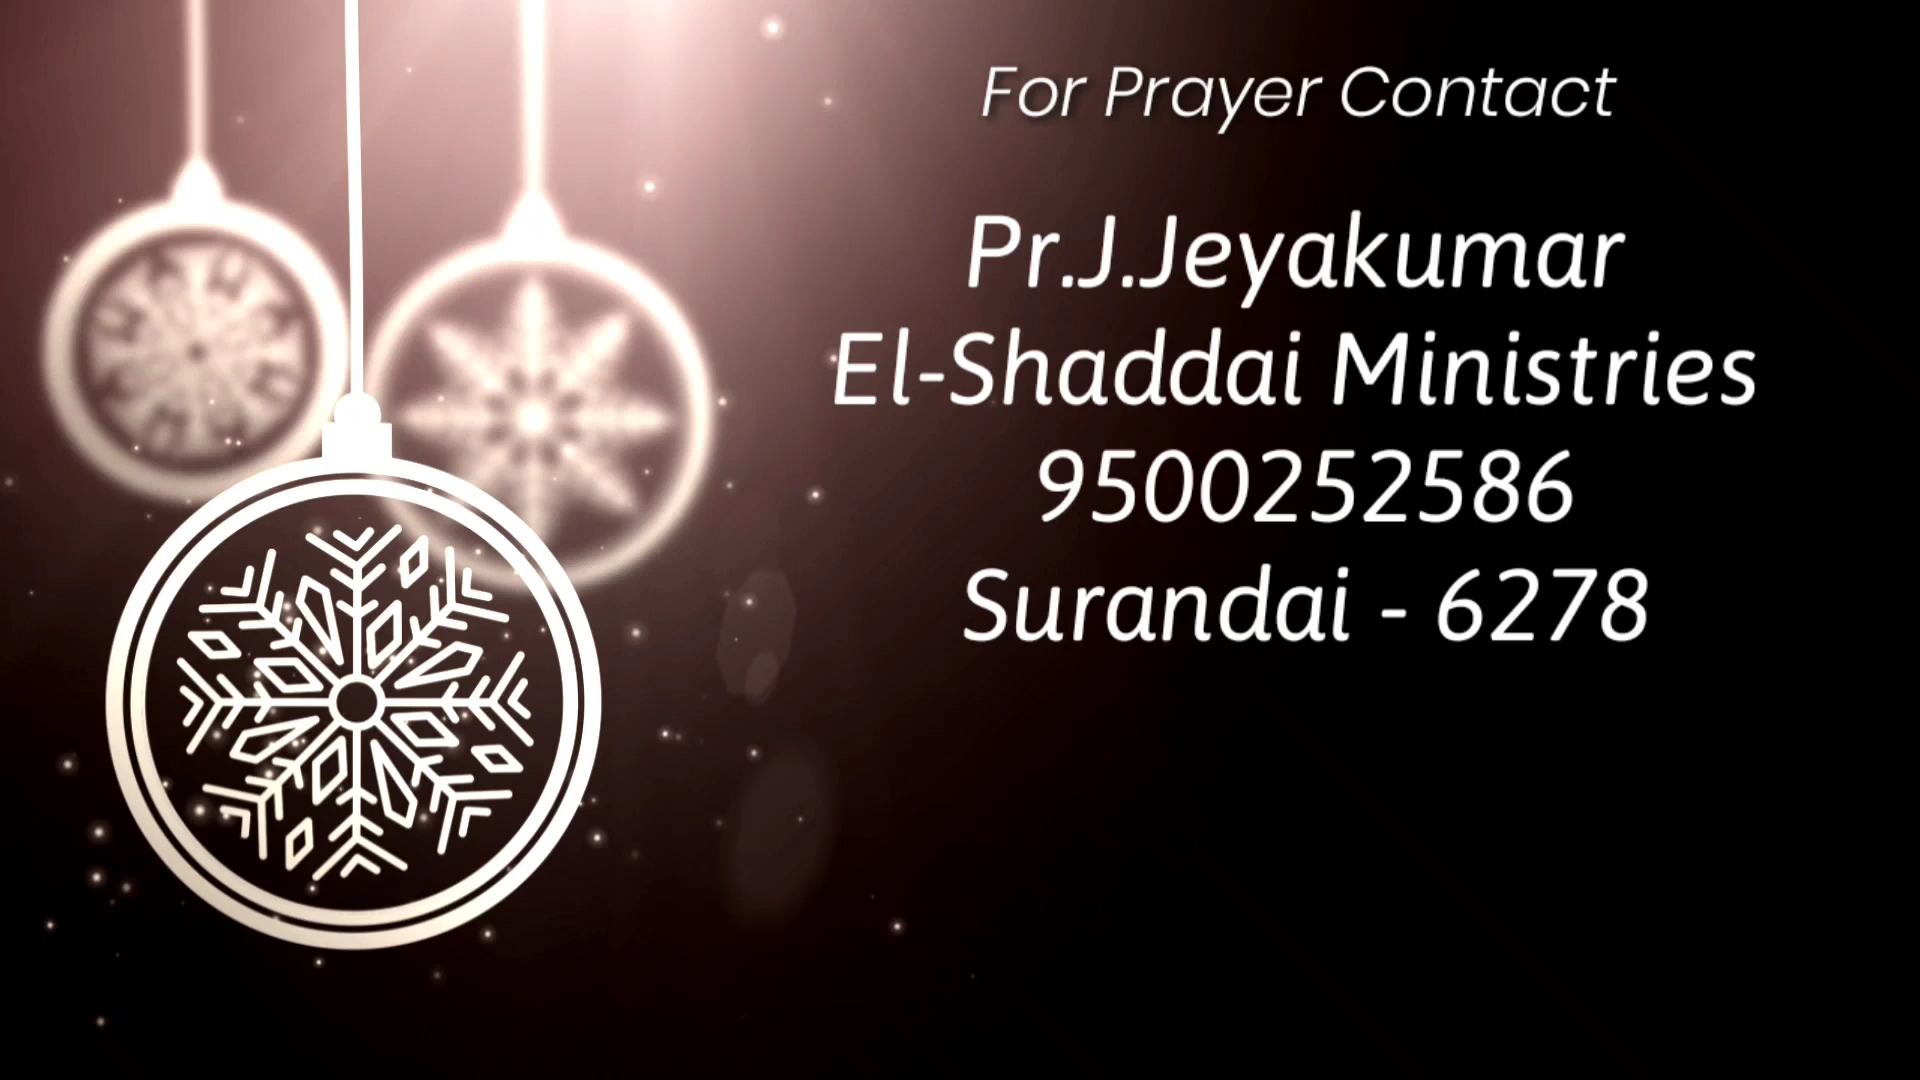 For Prayer Contact
Pr.J.Jeyakumar
El-Shaddai Ministries
9500252586
Surandai - 6278